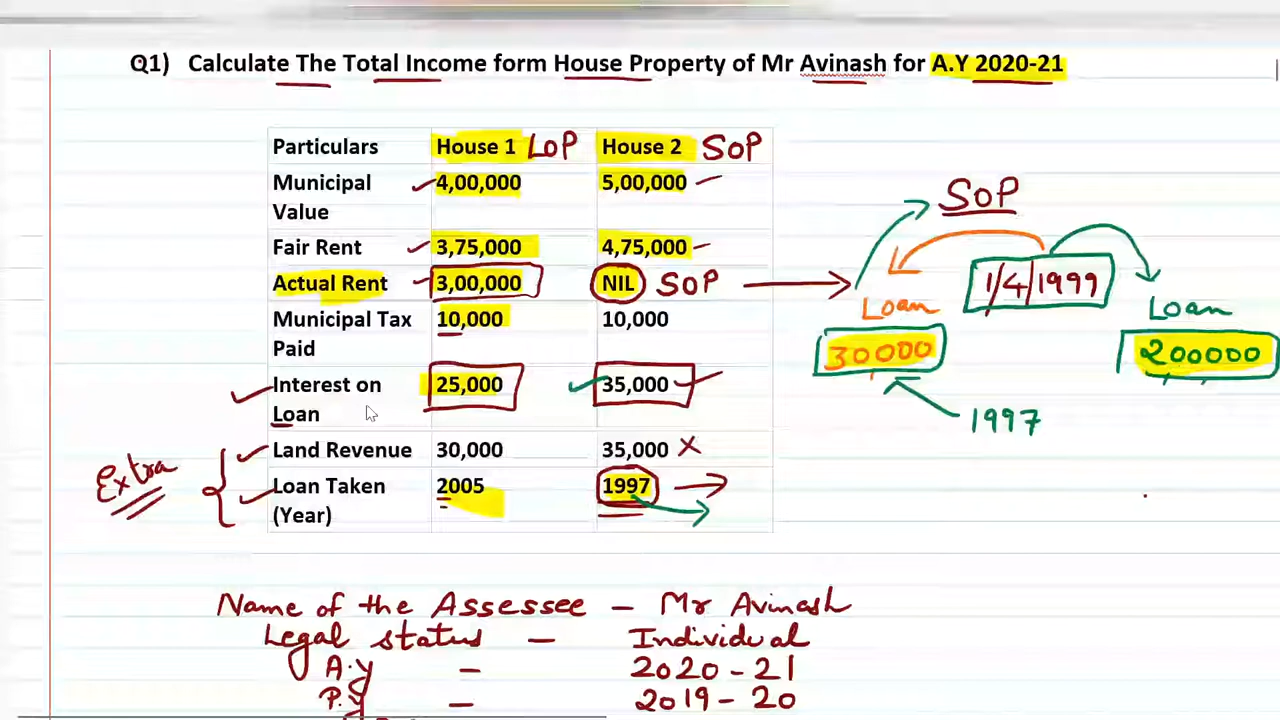 Q1) Calculate The Total Income form House Property of Mr Avinash for A.Y 2020-21
Particulars House 1 LOP House 2 SOP
Municipal Value 4,00,000 5,00,000
Fair Rent 3,75,000 4,75,000
Actual Rent 3,00,000 NIL SOP
Municipal Tax Paid 10,000 10,000
Interest on Loan 25,000 35,000
Land Revenue 30,000 35,000 X
Loan Taken (Year) 2005 1997
Extra
SOP
1/4/1999
Loan Loan
30000 200000
1997
Name of the Assessee - Mr Avinash
Legal status - Individual
A.y - 2020-21
P.y - 2019-20